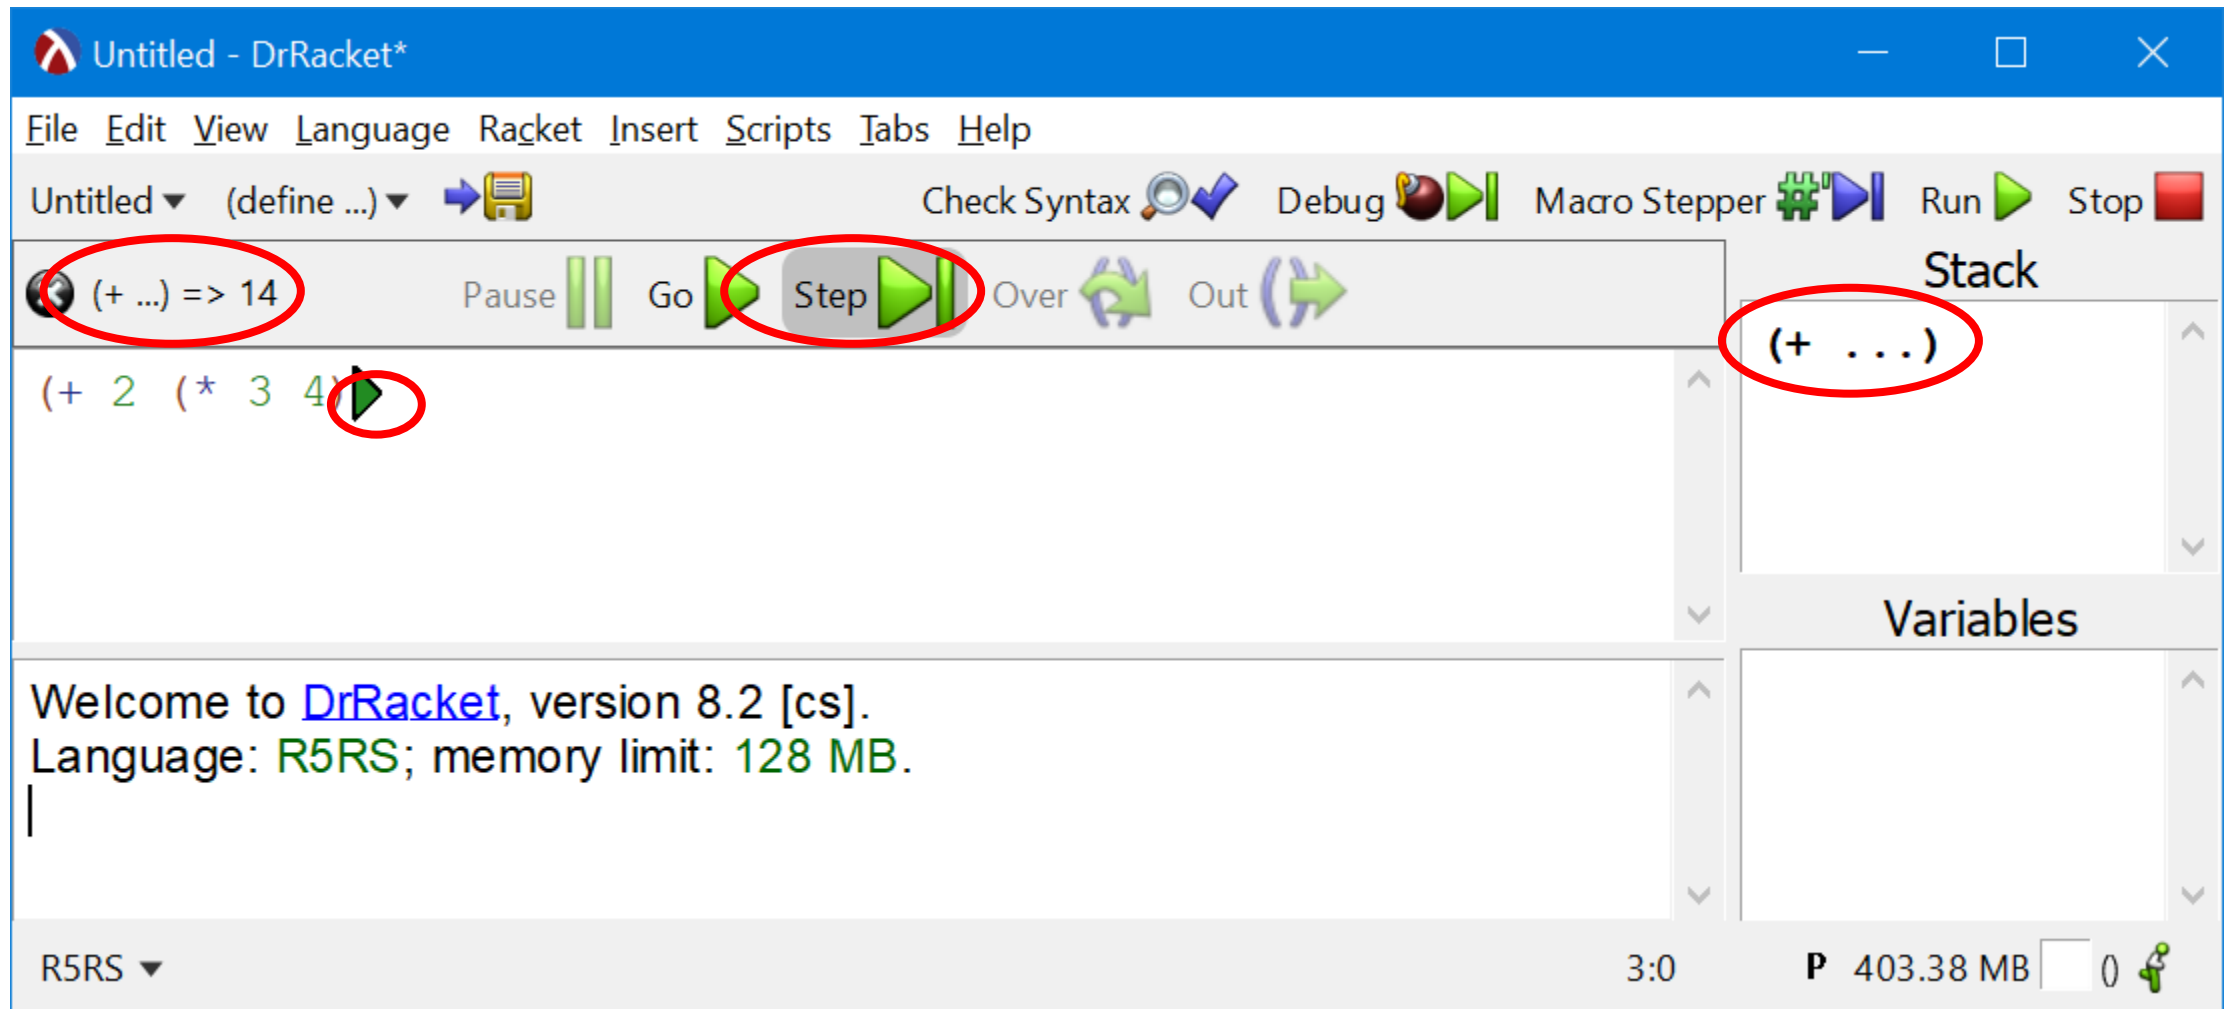 Untitled - DrRacket*
File Edit View Language Racket Insert Scripts Tabs Help
Untitled (define ...) Check Syntax Debug Macro Stepper Run Stop
(+ ...) => 14 Pause Go Step Over Out
Stack
(+ ...)
(+ 2 (* 3 4)
Variables
Welcome to DrRacket, version 8.2 [cs].
Language: R5RS; memory limit: 128 MB.
R5RS 3:0 P 403.38 MB ()